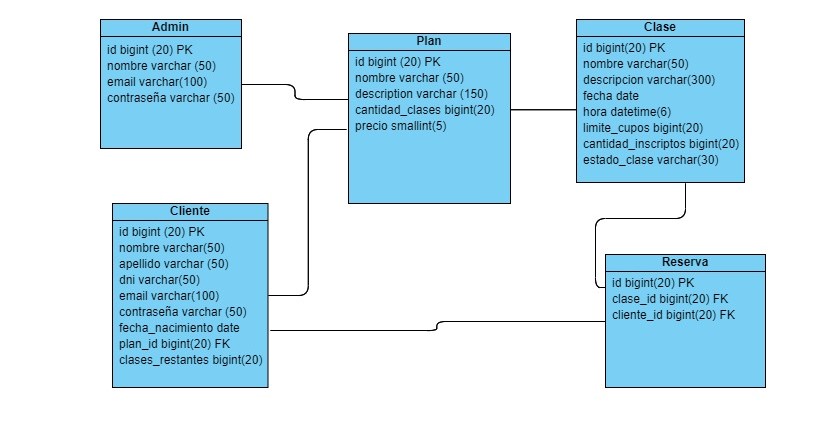 Admin
id bigint (20) PK
nombre varchar (50)
email varchar(100)
contraseña varchar (50)
Plan
id bigint (20) PK
nombre varchar (50)
description varchar (150)
cantidad_clases bigint(20)
precio smallint(5)
Clase
id bigint(20) PK
nombre varchar(50)
descripcion varchar(300)
fecha date
hora datetime(6)
limite_cupos bigint(20)
cantidad_inscriptos bigint(20)
estado_clase varchar(30)
Cliente
id bigint (20) PK
nombre varchar(50)
apellido varchar (50)
dni varchar(50)
email varchar(100)
contraseña varchar (50)
fecha_nacimiento date
plan_id bigint(20) FK
clases_restantes bigint(20)
Reserva
id bigint(20) PK
clase_id bigint(20) FK
cliente_id bigint(20) FK